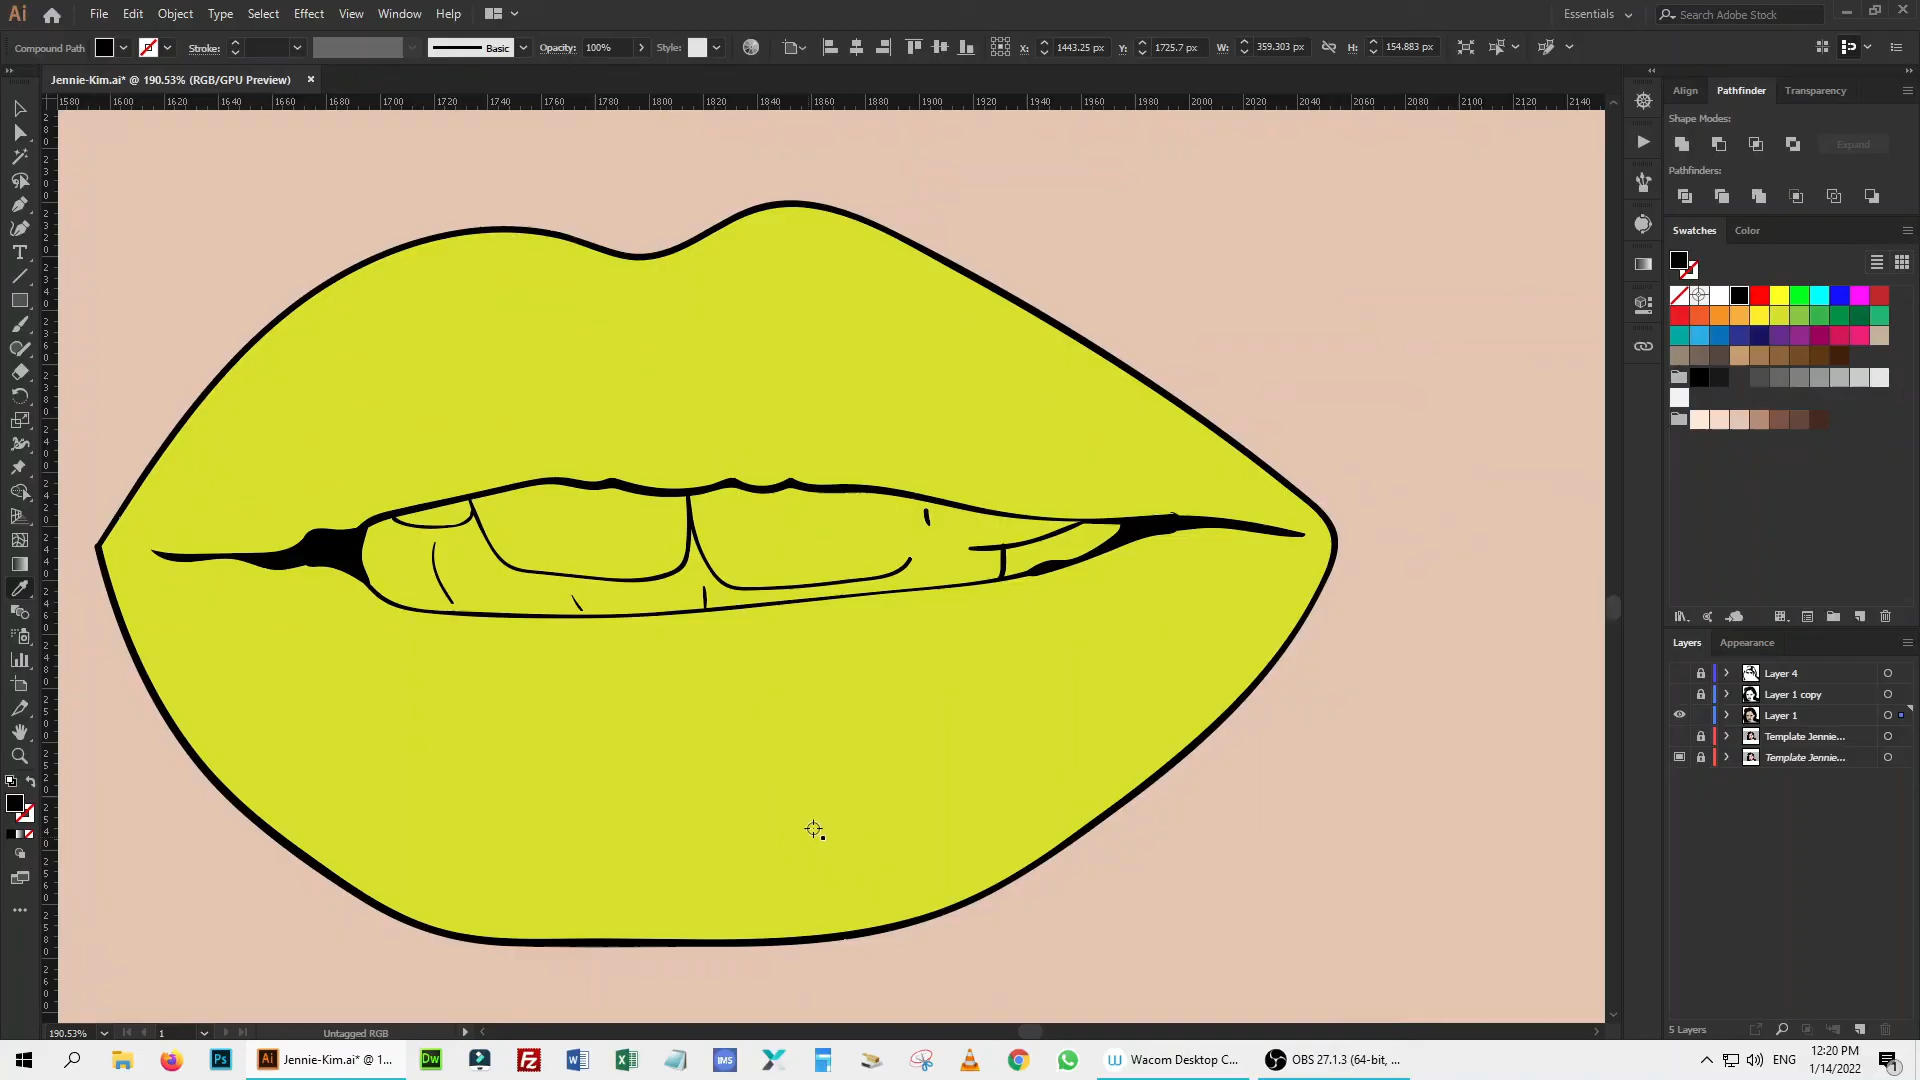 Ai File Edit Object Type Select Effect View Window Help Essentials Search Adobe Stock
Compound Path Stroke: Basic Opacity: 100% Style: X: 1443.25 px Y: 1725.7 px W: 359.303 px H: 154.883 px
Jennie-Kim.ai* @ 190.53% (RGB/GPU Preview) ×
1580 1600 1620 1640 1660 1680 1700 1720 1740 1760 1780 1800 1820 1840 1860 1880 1900 1920 1940 1960 1980 2000 2020 2040 2060 2080 2100 2120 2140
Align Pathfinder Transparency
Shape Modes:
Expand
Pathfinders:
Swatches Color
Layers Appearance
Layer 4
Layer 1 copy
Layer 1
Template Jennie...
Template Jennie...
5 Layers
190.53% 1 Untagged RGB
Ps Ai Jennie-Kim.ai* @ 1... Dw IMS Wacom Desktop C... OBS 27.1.3 (64-bit, ... ENG 12:20 PM
1/14/2022